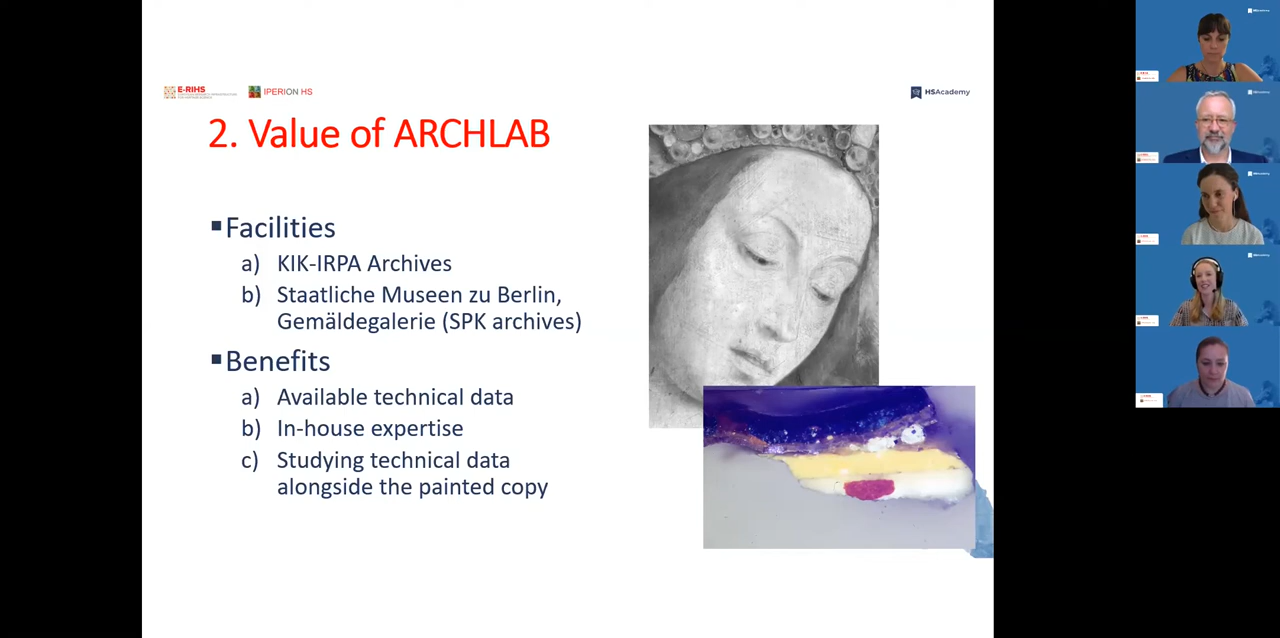 E-RIHS
IPERION HS
HSAcademy
2. Value of ARCHLAB
▪Facilities
a) KIK-IRPA Archives
b) Staatliche Museen zu Berlin,
Gemäldegalerie (SPK archives)
▪Benefits
a) Available technical data
b) In-house expertise
c) Studying technical data
alongside the painted copy